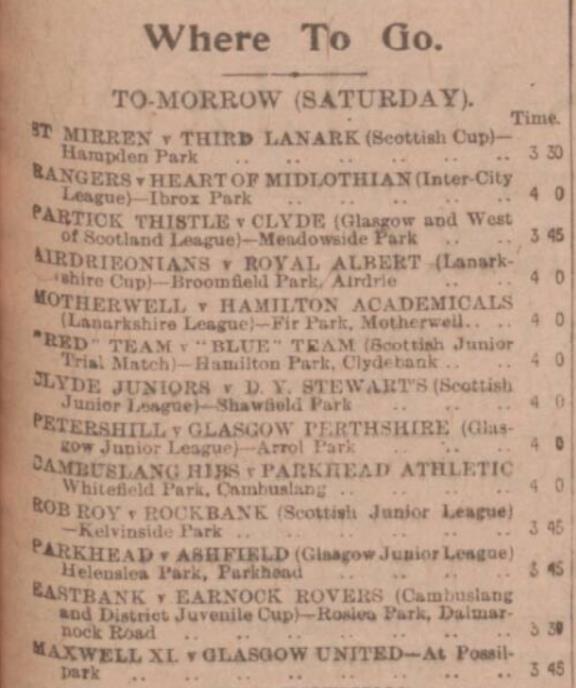 Where To Go.
TO-MORROW (SATURDAY).
Time.
ST MIRREN v THIRD LANARK (Scottish Cup)—
Hampden Park .. .. .. .. .. .. 3 30
RANGERS v HEART OF MIDLOTHIAN (Inter-City
League)—Ibrox Park .. .. .. .. .. 4 0
PARTICK THISTLE v CLYDE (Glasgow and West
of Scotland League)—Meadowside Park .. .. 3 45
AIRDRIEONIANS v ROYAL ALBERT (Lanark-
shire Cup)—Broomfield Park, Airdrie .. .. 4 0
MOTHERWELL v HAMILTON ACADEMICALS
(Lanarkshire League)—Fir Park, Motherwell.. .. 4 0
"RED" TEAM v "BLUE" TEAM (Scottish Junior
Trial Match)—Hamilton Park, Clydebank .. .. 4 0
CLYDE JUNIORS v D. Y. STEWART'S (Scottish
Junior League)—Shawfield Park .. .. .. 4 0
PETERSHILL v GLASGOW PERTHSHIRE (Glas-
gow Junior League)—Arrol Park .. .. .. 4 0
CAMBUSLANG HIBS v PARKHEAD ATHLETIC
Whitefield Park, Cambuslang .. .. .. .. 4 0
ROB ROY v ROCKBANK (Scottish Junior League)
—Kelvinside Park .. .. .. .. .. .. 3 45
PARKHEAD v ASHFIELD (Glasgow Junior League)
Helenslea Park, Parkhead .. .. .. .. 3 45
EASTBANK v EARNOCK ROVERS (Cambuslang
and District Juvenile Cup)—Roslea Park, Dalmar-
nock Road .. .. .. .. .. .. .. 3 30
MAXWELL XI. v GLASGOW UNITED—At Possil-
park .. .. .. .. .. .. .. .. 3 45